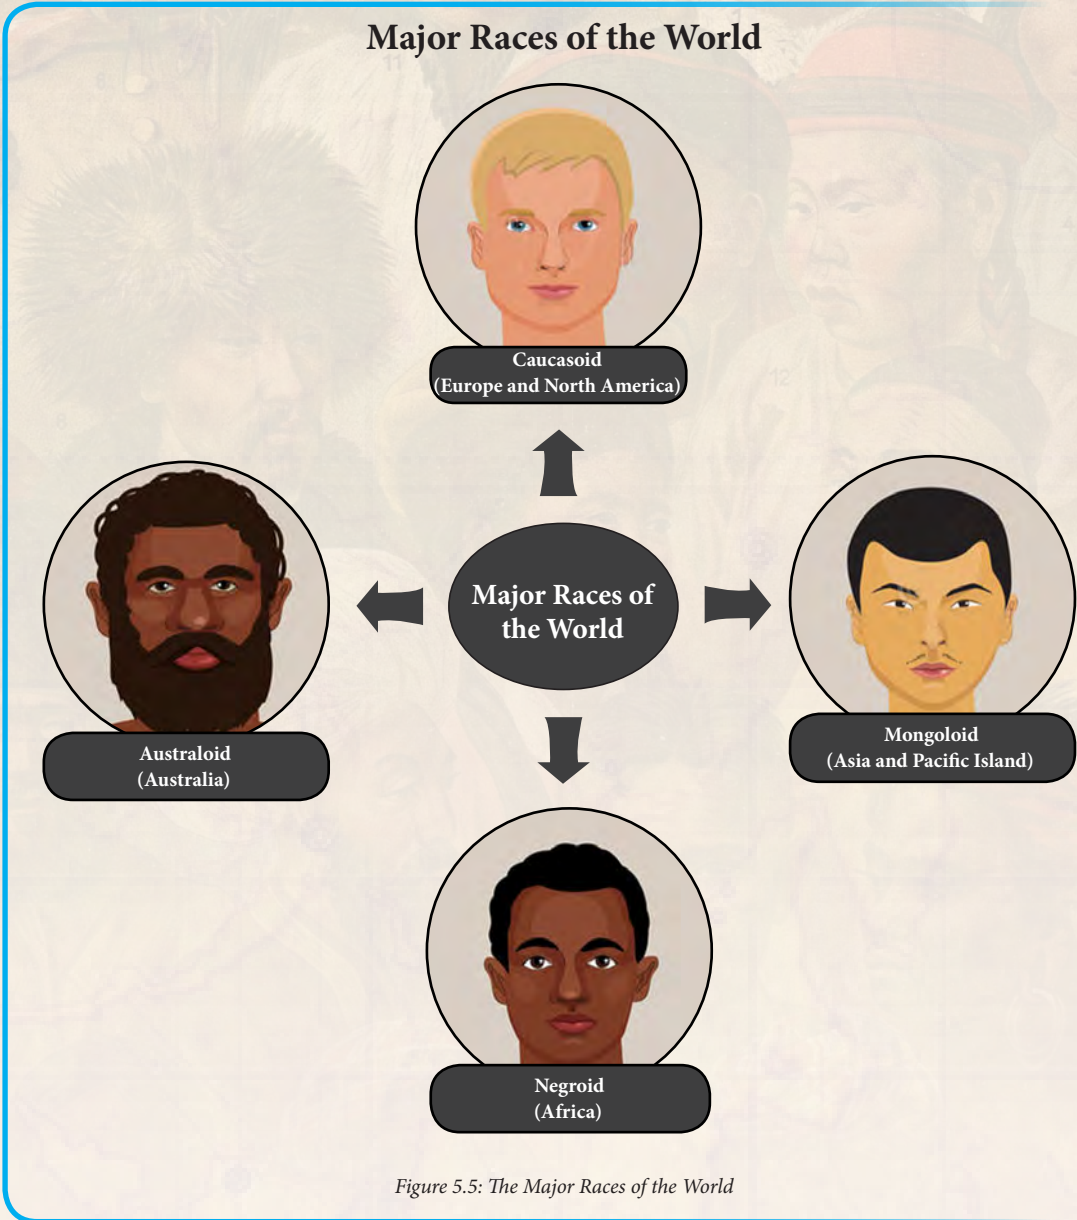 Major Races of the World
Caucasoid
(Europe and North America)
Major Races of
the World
Australoid
(Australia)
Mongoloid
(Asia and Pacific Island)
Negroid
(Africa)
Figure 5.5: The Major Races of the World